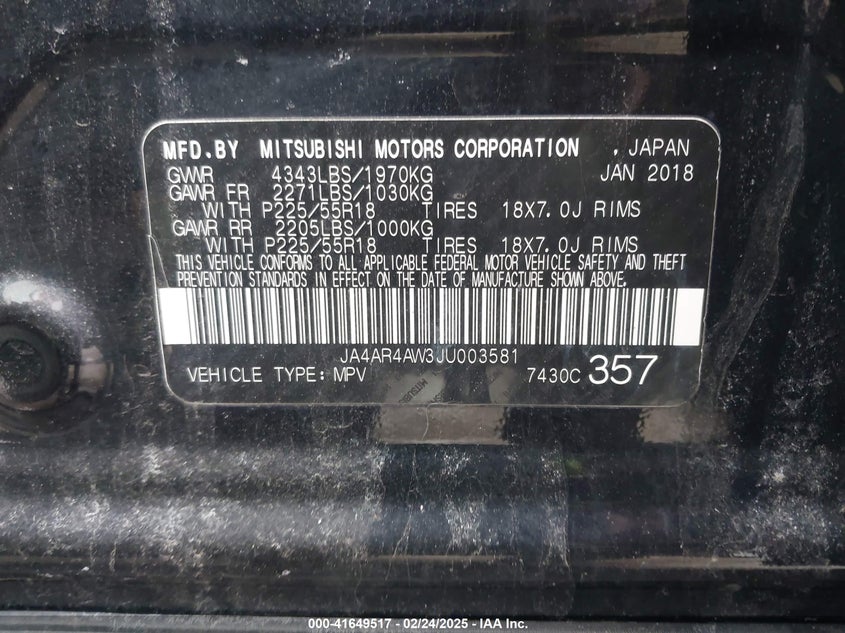 MFD.BY MITSUBISHI MOTORS CORPORATION , JAPAN
GVWR 4343LBS/1970KG JAN 2018
GAWR FR 2271LBS/1030KG
WITH P225/55R18 TIRES 18X7.0J RIMS
GAWR RR 2205LBS/1000KG
WITH P225/55R18 TIRES 18X7.0J RIMS
THIS VEHICLE CONFORMS TO ALL APPLICABLE FEDERAL MOTOR VEHICLE SAFETY AND THEFT
PREVENTION STANDARDS IN EFFECT ON THE DATE OF MANUFACTURE SHOWN ABOVE.
JA4AR4AW3JU003581
VEHICLE TYPE: MPV 7430C 357
000-41649517 - 02/24/2025 - IAA Inc.